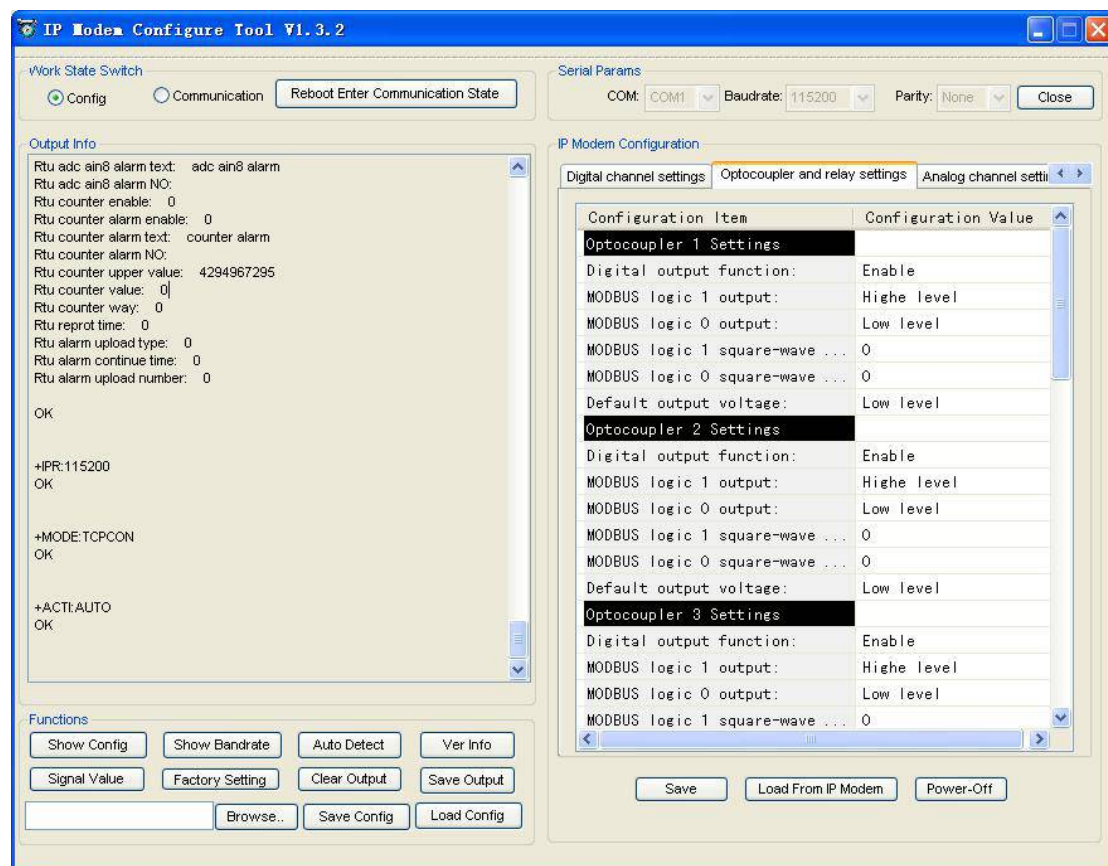 IP Modem Configure Tool V1.3.2
Work State Switch
Config
Communication
Reboot Enter Communication State
Serial Params
COM: COM1
Baudrate: 115200
Parity: None
Close
Output Info
Rtu adc ain8 alarm text: adc ain8 alarm
Rtu adc ain8 alarm NO:
Rtu counter enable: 0
Rtu counter alarm enable: 0
Rtu counter alarm text: counter alarm
Rtu counter alarm NO:
Rtu counter upper value: 4294967295
Rtu counter value: 0
Rtu counter way: 0
Rtu reprot time: 0
Rtu alarm upload type: 0
Rtu alarm continue time: 0
Rtu alarm upload number: 0
OK
+IPR:115200
OK
+MODE:TCPCON
OK
+ACTI:AUTO
OK
Functions
Show Config
Show Bandrate
Auto Detect
Ver Info
Signal Value
Factory Setting
Clear Output
Save Output
Browse..
Save Config
Load Config
IP Modem Configuration
Digital channel settings
Optocoupler and relay settings
Analog channel setti
Configuration Item Configuration Value
Optocoupler 1 Settings
Digital output function: Enable
MODBUS logic 1 output: Highe level
MODBUS logic 0 output: Low level
MODBUS logic 1 square-wave ... 0
MODBUS logic 0 square-wave ... 0
Default output voltage: Low level
Optocoupler 2 Settings
Digital output function: Enable
MODBUS logic 1 output: Highe level
MODBUS logic 0 output: Low level
MODBUS logic 1 square-wave ... 0
MODBUS logic 0 square-wave ... 0
Default output voltage: Low level
Optocoupler 3 Settings
Digital output function: Enable
MODBUS logic 1 output: Highe level
MODBUS logic 0 output: Low level
MODBUS logic 1 square-wave ... 0
Save
Load From IP Modem
Power-Off